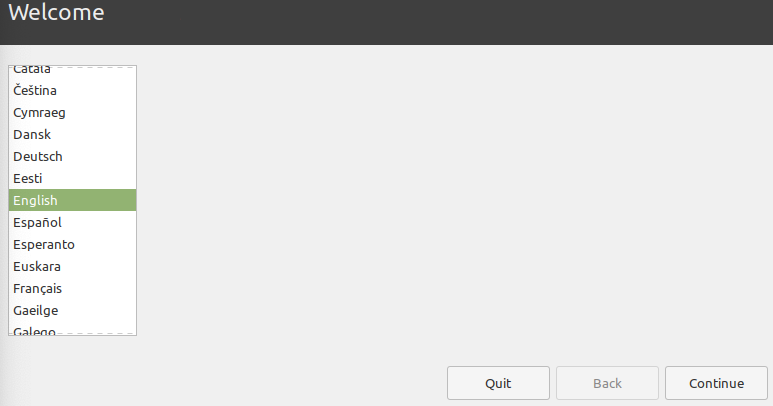 Welcome
Català
Čeština
Cymraeg
Dansk
Deutsch
Eesti
English
Español
Esperanto
Euskara
Français
Gaeilge
Galego
Quit
Back
Continue